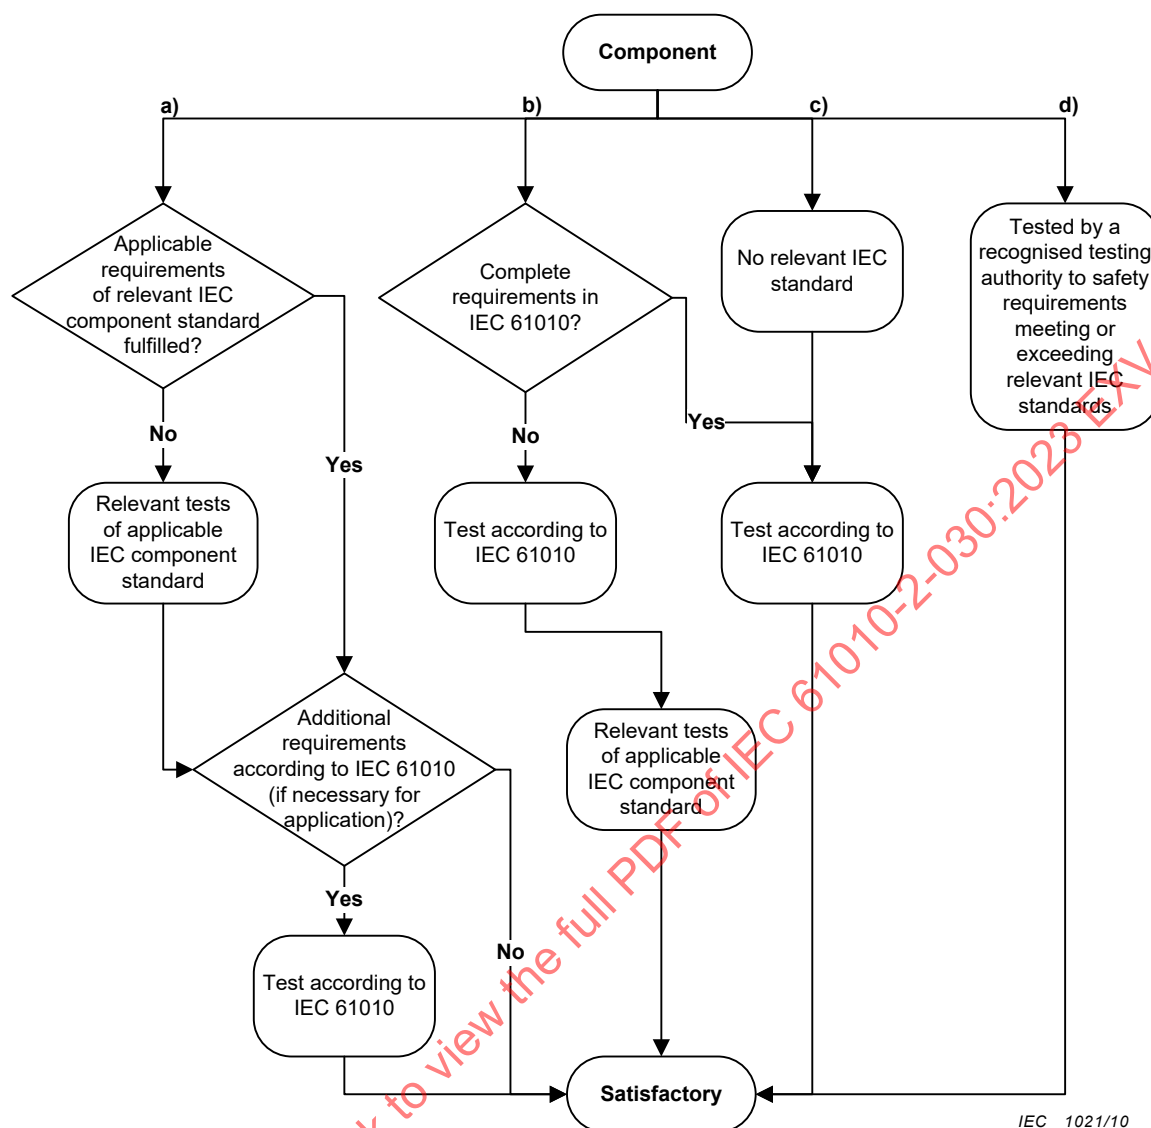 Component
a)
b)
c)
d)
Applicable
requirements
of relevant IEC
component standard
fulfilled?
Complete
requirements in
IEC 61010?
No relevant IEC
standard
Tested by a
recognised testing
authority to safety
requirements
meeting or
exceeding
relevant IEC
standards
No
Yes
No
Yes
Relevant tests
of applicable
IEC component
standard
Test according to
IEC 61010
Test according to
IEC 61010
Additional
requirements
according to IEC 61010
(if necessary for
application)?
Relevant tests
of applicable
IEC component
standard
Yes
No
Test according to
IEC 61010
Satisfactory
IEC 1021/10
k to view the full PDF of IEC 61010-2-030:2023 EXV